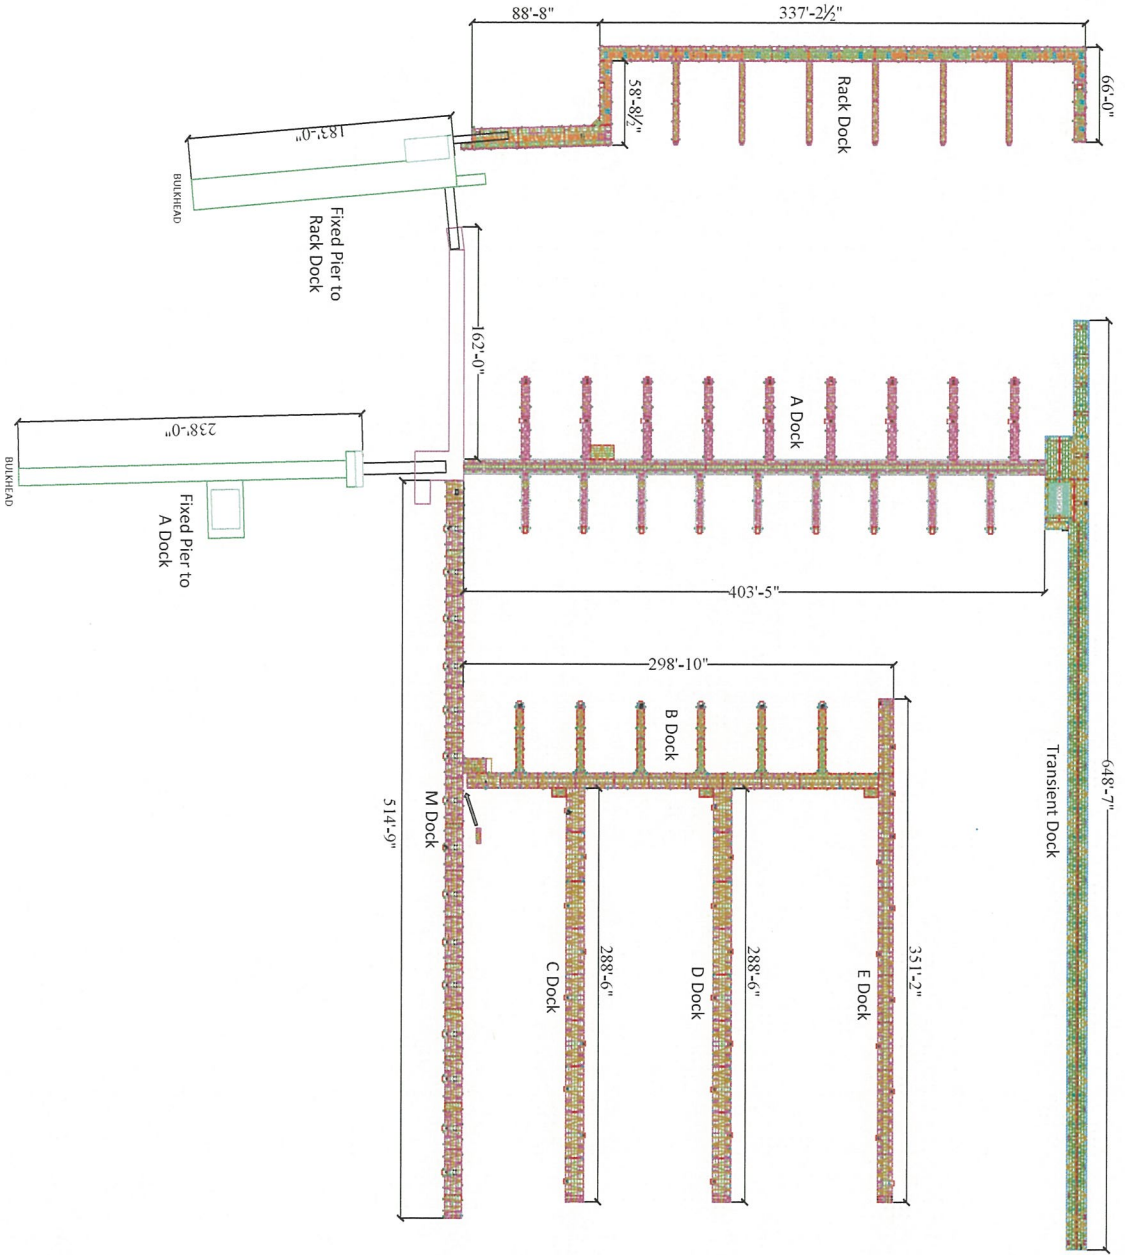 88'-8"
337'-2½"
66'-0"
58'-8½"
Rack Dock
183'-0"
BULKHEAD
Fixed Pier to
Rack Dock
162'-0"
A Dock
238'-0"
BULKHEAD
Fixed Pier to
A Dock
403'-5"
298'-10"
B Dock
Transient Dock
648'-7"
M Dock
514'-9"
C Dock
288'-6"
D Dock
288'-6"
E Dock
351'-2"